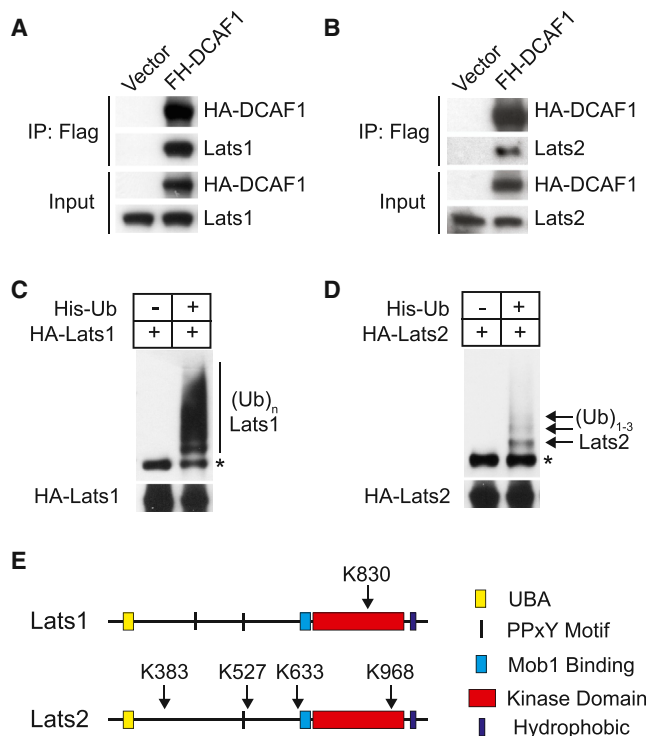 A
Vector
FH-DCAF1
IP: Flag
HA-DCAF1
Lats1
Input
HA-DCAF1
Lats1
B
Vector
FH-DCAF1
IP: Flag
HA-DCAF1
Lats2
Input
HA-DCAF1
Lats2
C
His-Ub - +
HA-Lats1 + +
(Ub)n
Lats1
*
HA-Lats1
D
His-Ub - +
HA-Lats2 + +
(Ub)1-3
Lats2
*
HA-Lats2
E
K830
Lats1
K383 K527 K633 K968
Lats2
UBA
PPxY Motif
Mob1 Binding
Kinase Domain
Hydrophobic